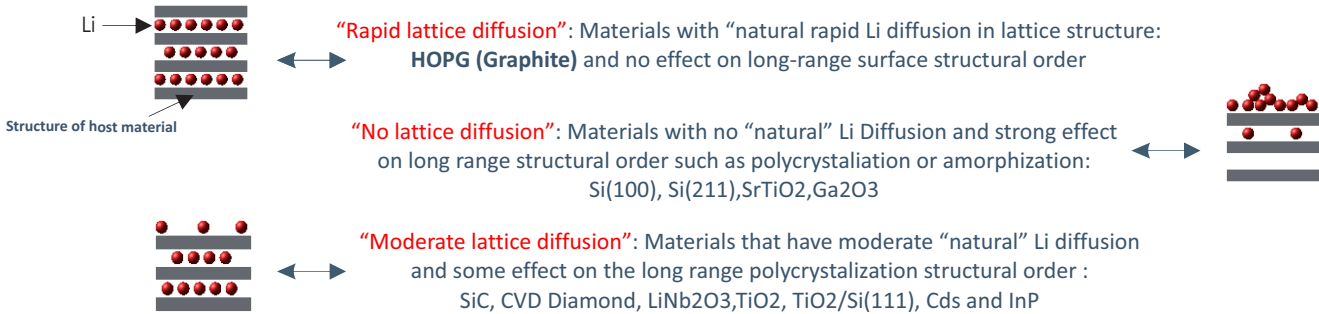 Li
"Rapid lattice diffusion": Materials with "natural rapid Li diffusion in lattice structure:
HOPG (Graphite) and no effect on long-range surface structural order
Structure of host material
"No lattice diffusion": Materials with no "natural" Li Diffusion and strong effect
on long range structural order such as polycrystaliation or amorphization:
Si(100), Si(211),SrTiO2,Ga2O3
"Moderate lattice diffusion": Materials that have moderate "natural" Li diffusion
and some effect on the long range polycrystalization structural order :
SiC, CVD Diamond, LiNb2O3,TiO2, TiO2/Si(111), Cds and InP